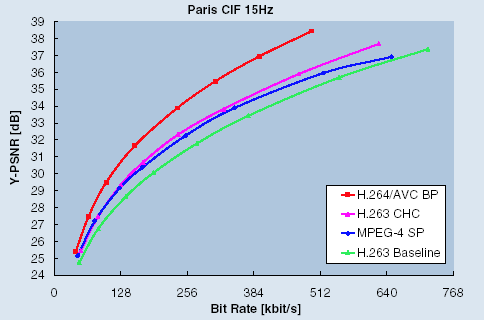 Paris CIF 15Hz
39
38
37
36
35
34
33
32
31
30
29
28
27
26
25
24
Y-PSNR [dB]
H.264/AVC BP
H.263 CHC
MPEG-4 SP
H.263 Baseline
0 128 256 384 512 640 768
Bit Rate [kbit/s]